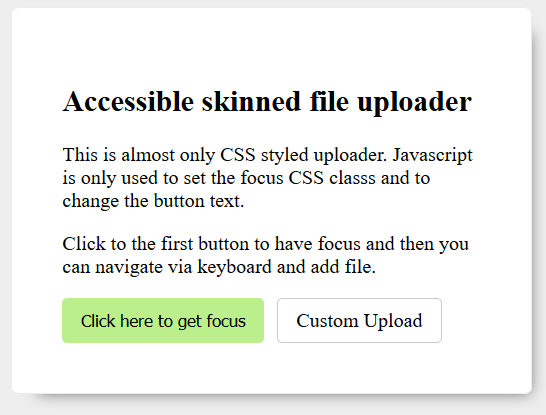 Accessible skinned file uploader
This is almost only CSS styled uploader. Javascript
is only used to set the focus CSS classs and to
change the button text.
Click to the first button to have focus and then you
can navigate via keyboard and add file.
Click here to get focus
Custom Upload